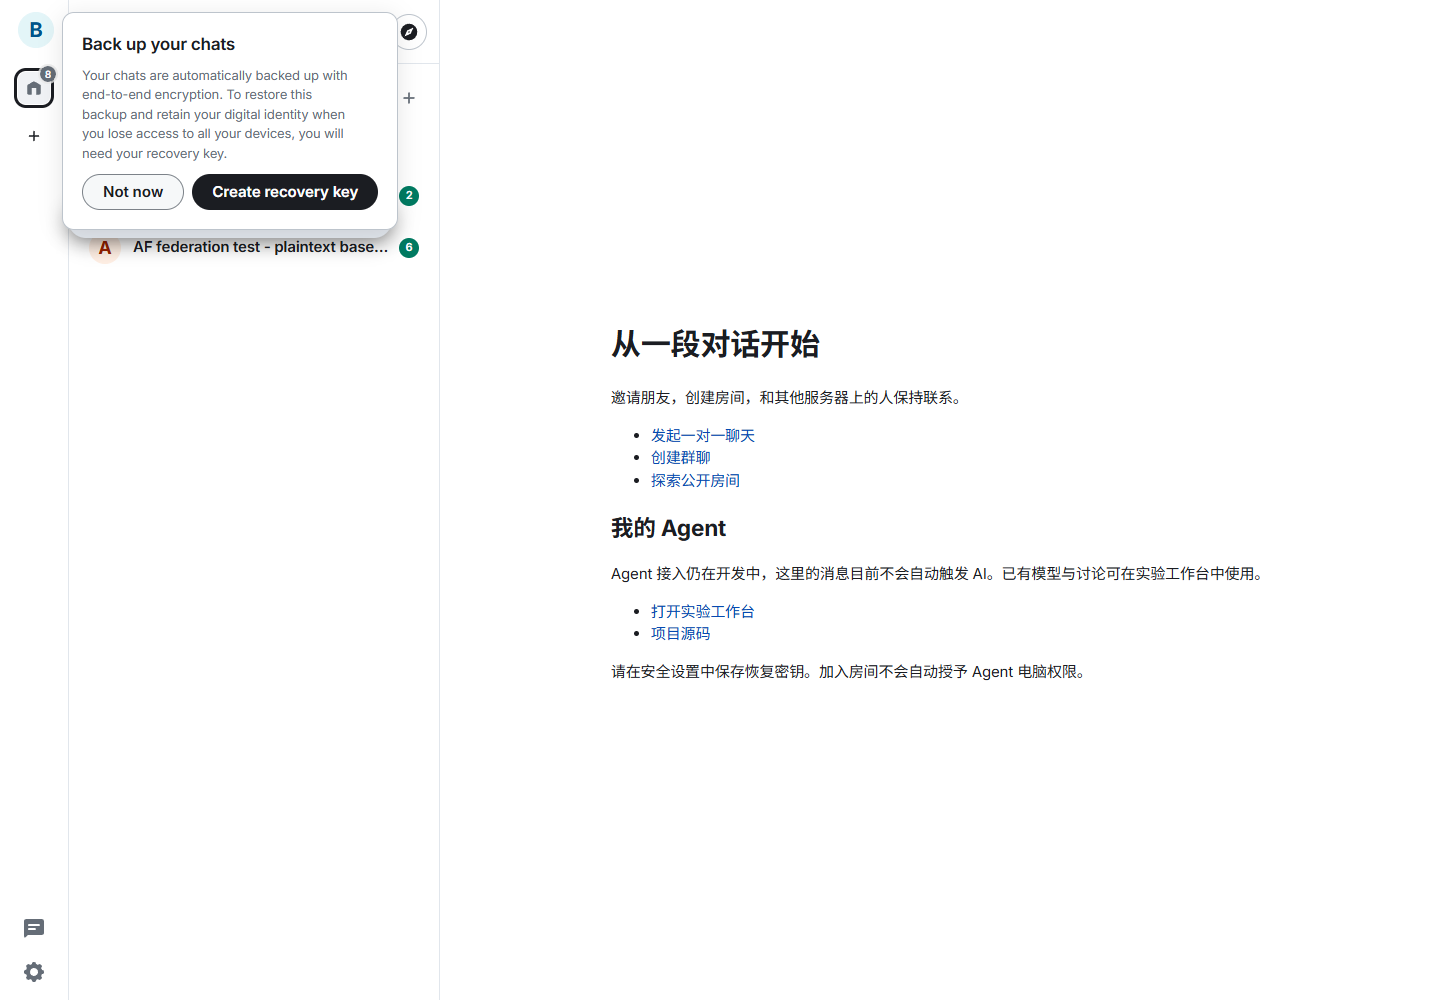 B
8
Back up your chats
Your chats are automatically backed up with
end-to-end encryption. To restore this
backup and retain your digital identity when
you lose access to all your devices, you will
need your recovery key.
Not now
Create recovery key
2
A
AF federation test - plaintext base...
6
从一段对话开始
邀请朋友，创建房间，和其他服务器上的人保持联系。
发起一对一聊天
创建群聊
探索公开房间
我的 Agent
Agent 接入仍在开发中，这里的消息目前不会自动触发 AI。已有模型与讨论可在实验工作台中使用。
打开实验工作台
项目源码
请在安全设置中保存恢复密钥。加入房间不会自动授予 Agent 电脑权限。